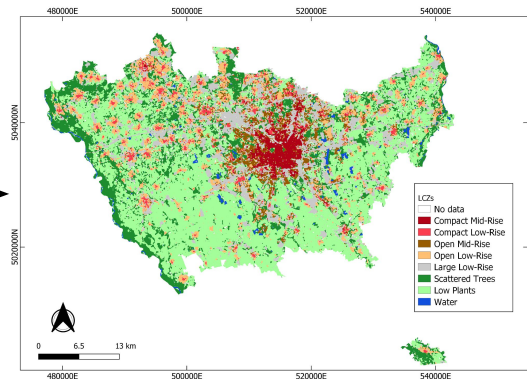 480000E 500000E 520000E 540000E
5040000N
5020000N
LCZs
No data
Compact Mid-Rise
Compact Low-Rise
Open Mid-Rise
Open Low-Rise
Large Low-Rise
Scattered Trees
Low Plants
Water
0 6.5 13 km
480000E 500000E 520000E 540000E